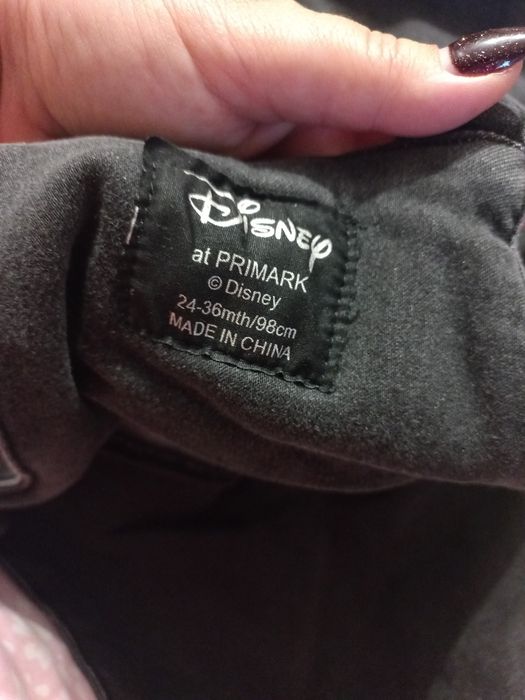 Disney
at PRIMARK
© Disney
24-36mth/98cm
MADE IN CHINA